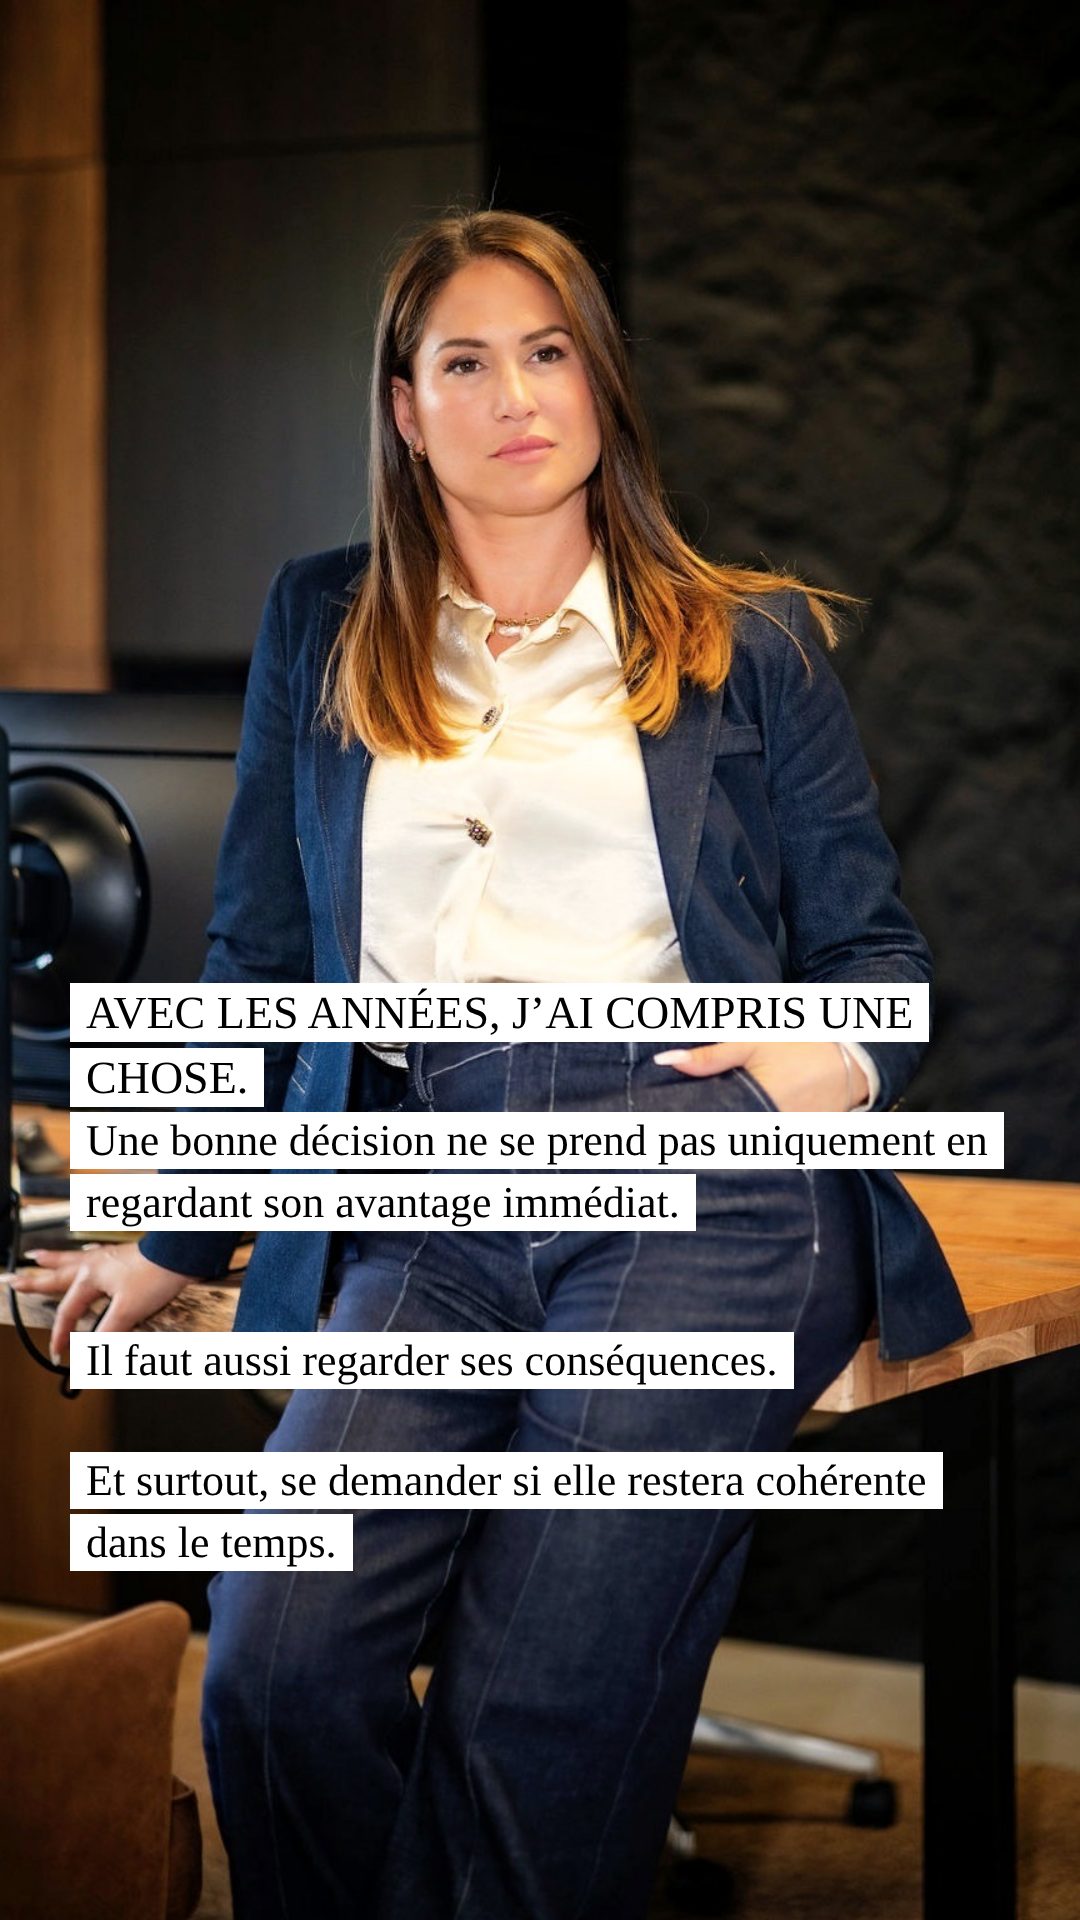 AVEC LES ANNÉES, J’AI COMPRIS UNE
CHOSE.
Une bonne décision ne se prend pas uniquement en
regardant son avantage immédiat.
Il faut aussi regarder ses conséquences.
Et surtout, se demander si elle restera cohérente
dans le temps.